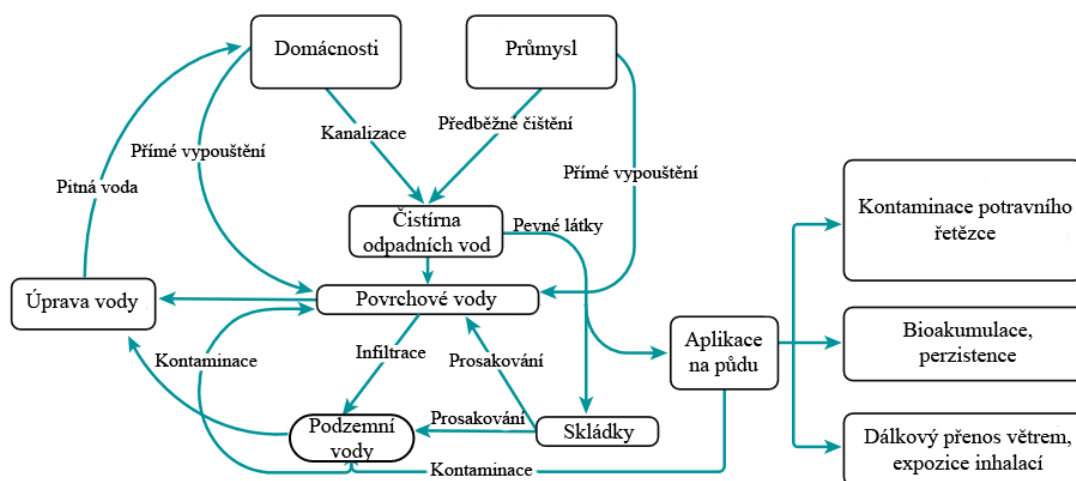 Domácnosti
Průmysl
Kanalizace
Předběžné čištění
Přímé vypouštění
Přímé vypouštění
Pitná voda
Čistírna
odpadních vod
Pevné látky
Kontaminace potravního
řetězce
Úprava vody
Povrchové vody
Kontaminace
Infiltrace
Prosakování
Aplikace
na půdu
Bioakumulace,
perzistence
Podzemní
vody
Prosakování
Skládky
Kontaminace
Dálkový přenos větrem,
expozice inhalací